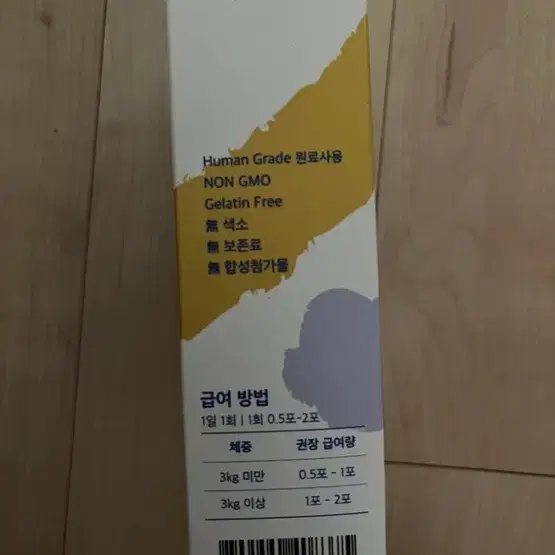 Human Grade 원료사용
NON GMO
Gelatin Free
無 색소
無 보존료
無 합성첨가물
급여 방법
1일 1회 | 1회 0.5포-2포
체중 권장 급여량
3kg 미만 0.5포 - 1포
3kg 이상 1포 - 2포